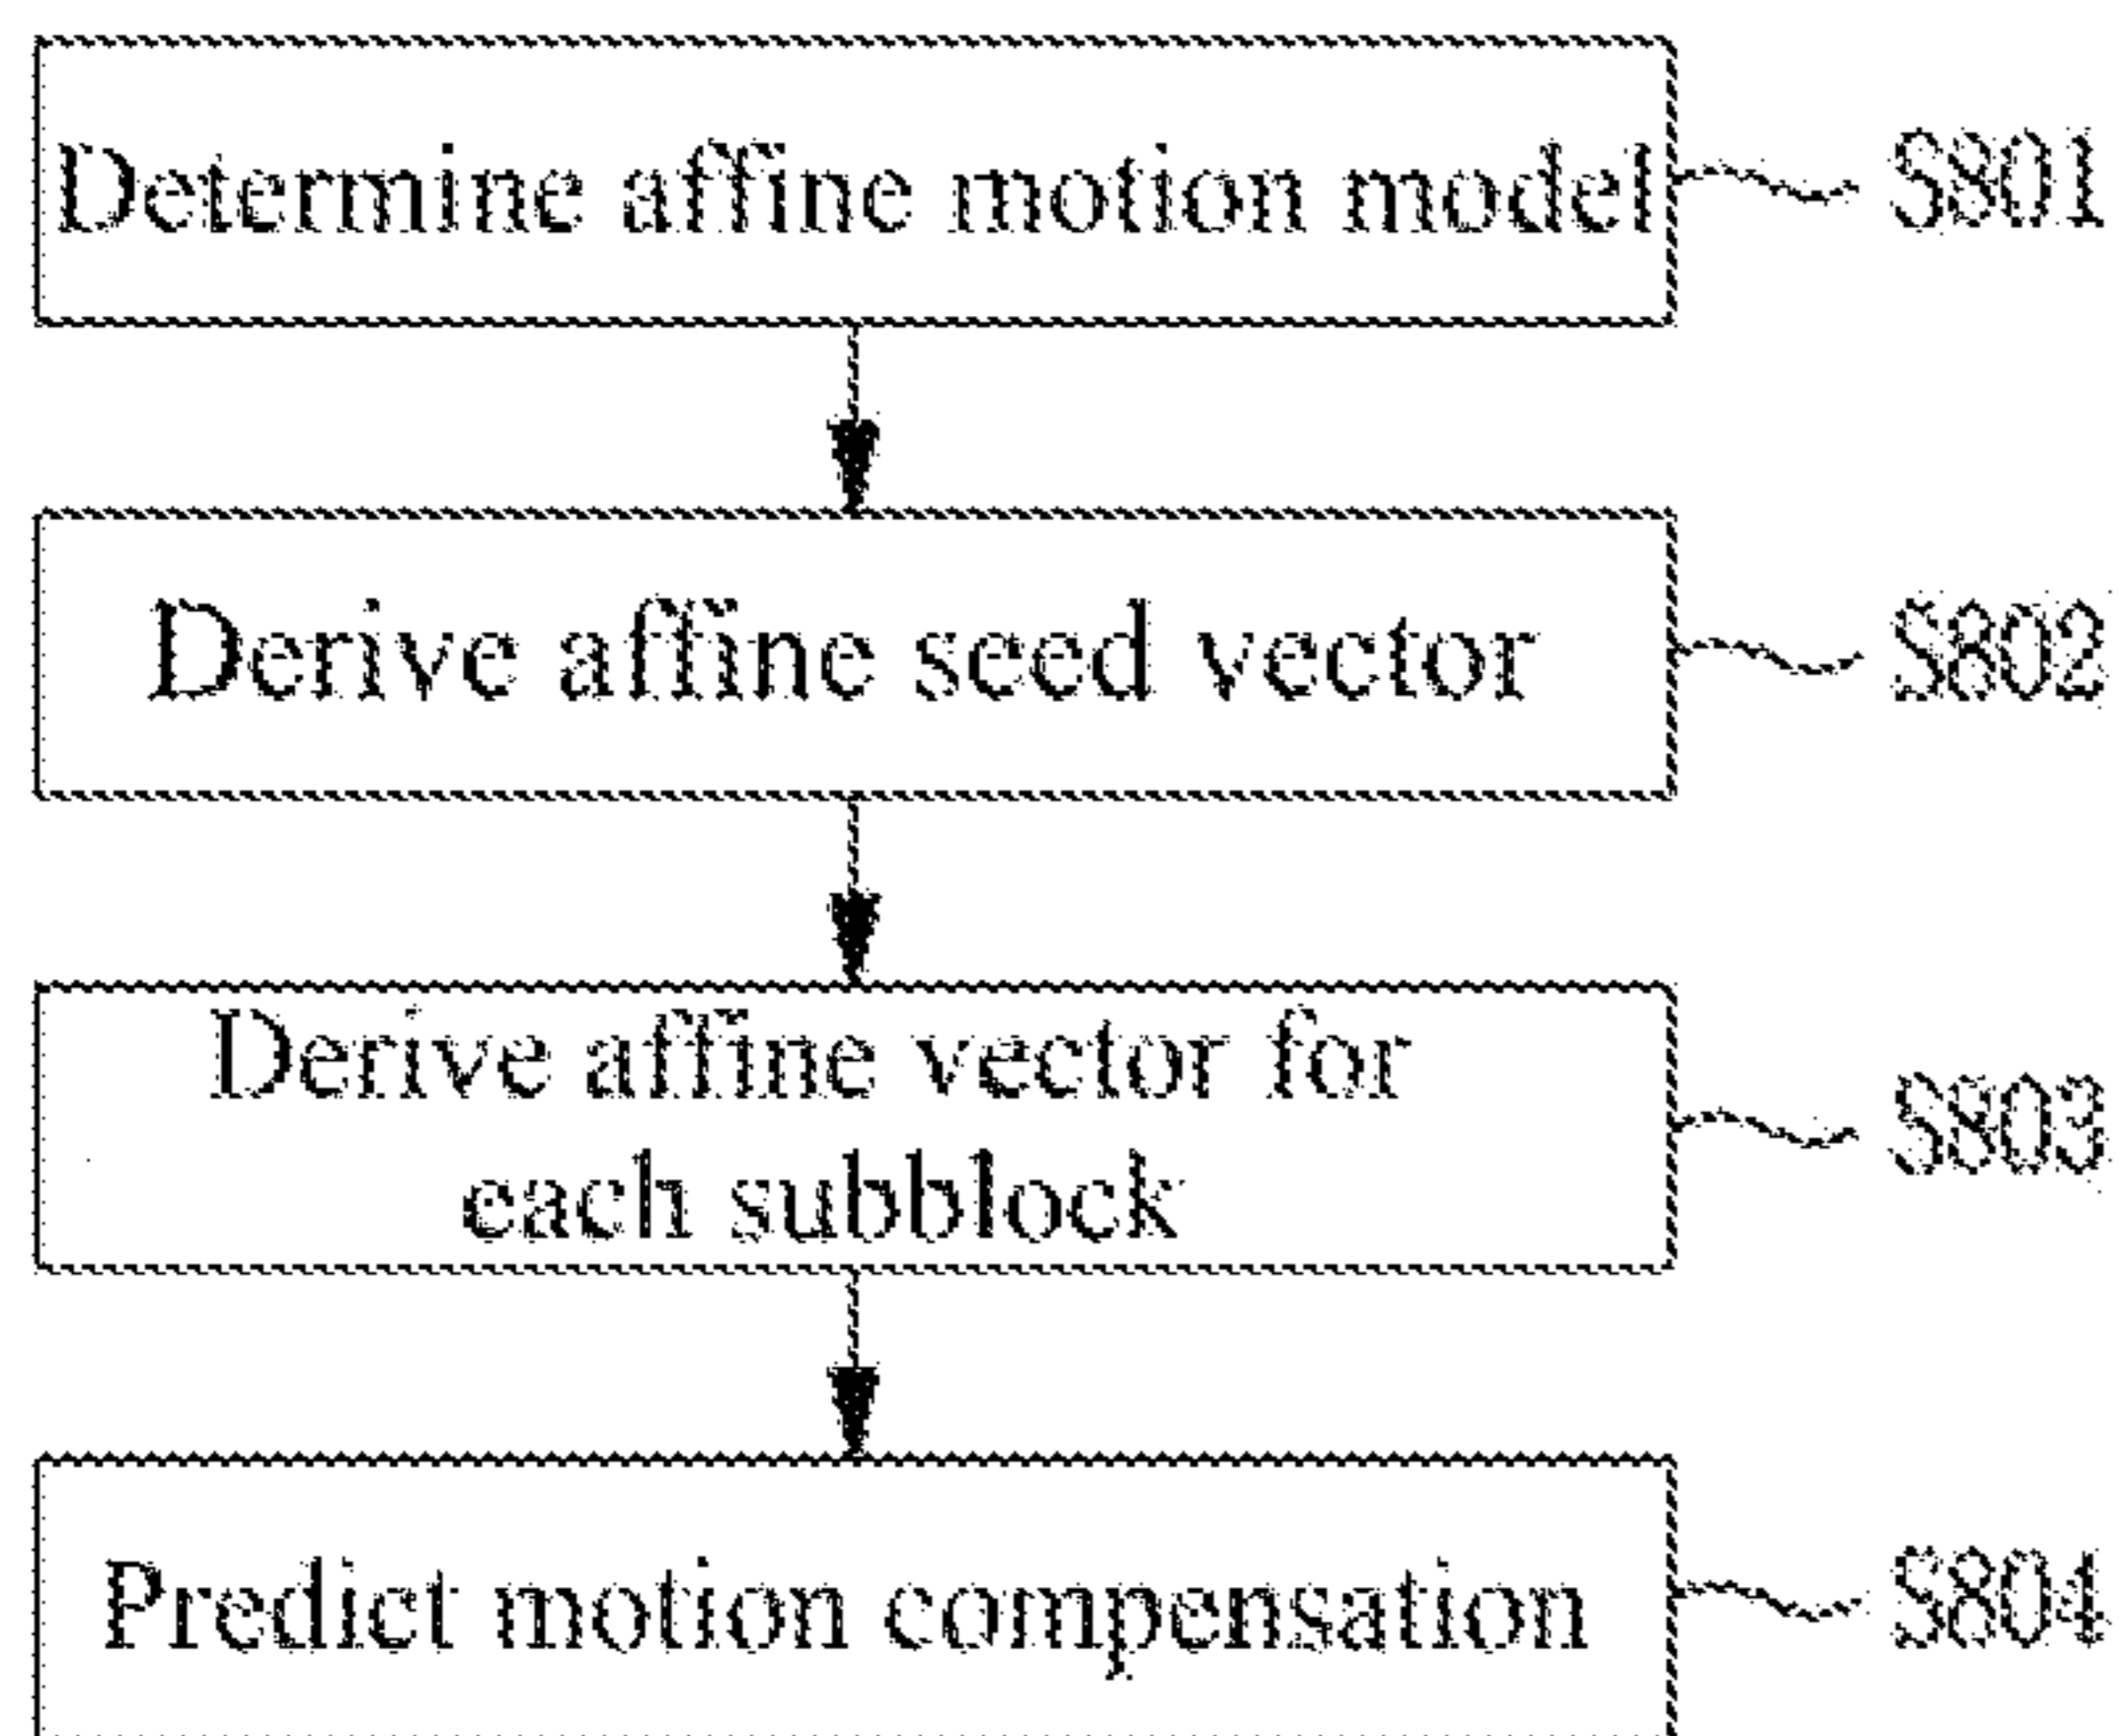 Determine affine motion model
S801
Derive affine seed vector
S802
Derive affine vector for
each subblock
S803
Predict motion compensation
S804